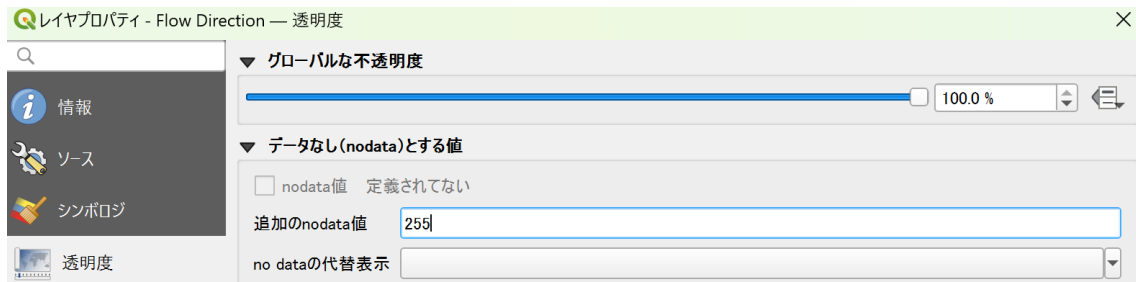 レイヤプロパティ - Flow Direction — 透明度
グローバルな不透明度
情報
100.0 %
データなし(nodata)とする値
ソース
nodata値 定義されてない
シンボロジ
追加のnodata値 255
透明度
no dataの代替表示